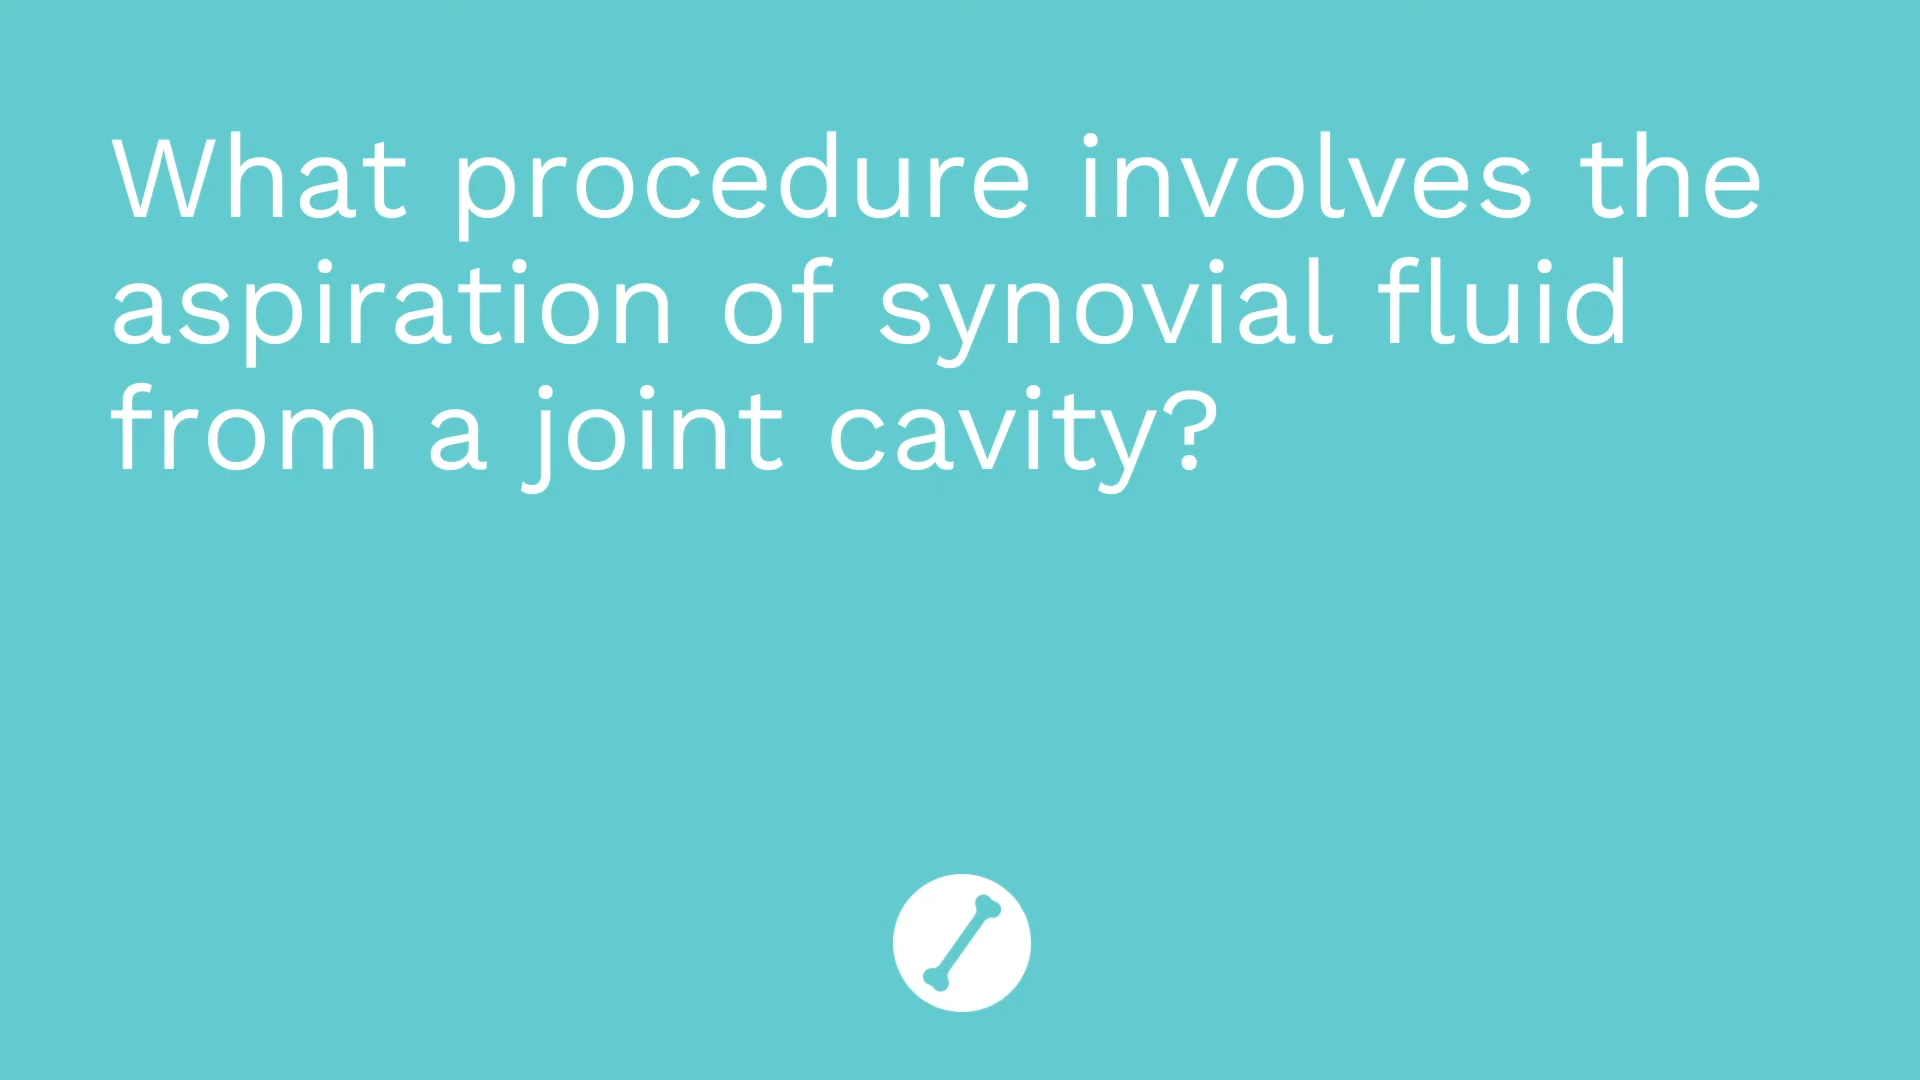 What procedure involves the
aspiration of synovial fluid
from a joint cavity?